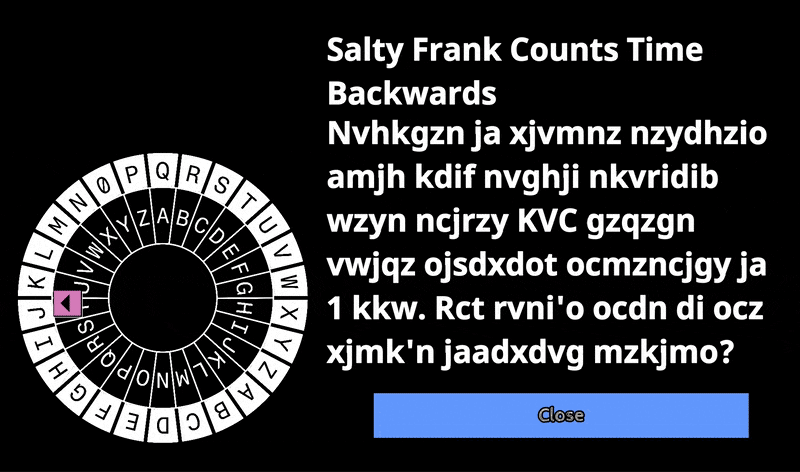 Salty Frank Counts Time
Backwards
Nvhkgzn ja xjvmnz nzydhzio
amjh kdif nvghji nkvridib
wzyn ncjrzy KVC gzqzgn
vwjqz ojsdxdot ocmzncjgy ja
1 kkw. Rct rvni'o ocdn di ocz
xjmk'n jaadxdvg mzkjmo?
Close
Q R S T U V W X Y Z A B C D E F G H I J K L M N 0 P
A B C D E F G H I J K L M N O P Q R S J V W X Y Z